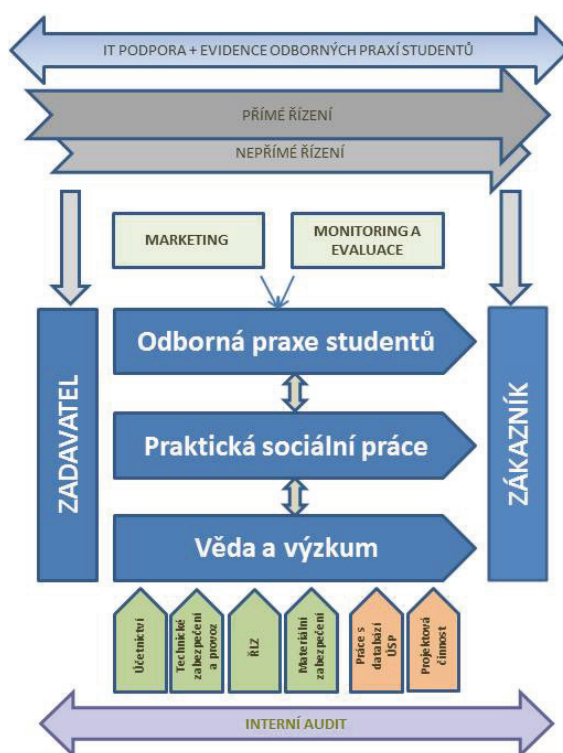 IT PODPORA + EVIDENCE ODBORNÝCH PRAXÍ STUDENTŮ
PŘÍMÉ ŘÍZENÍ
NEPŘÍMÉ ŘÍZENÍ
MARKETING
MONITORING A
EVALUACE
ZADAVATEL
Odborná praxe studentů
Praktická sociální práce
Věda a výzkum
ZÁKAZNÍK
Účetnictví
Technické
zabezpečení
a provoz
ŘLZ
Materiální
zabezpečení
Práce s
databází
ÚSP
Projektová
činnost
INTERNÍ AUDIT